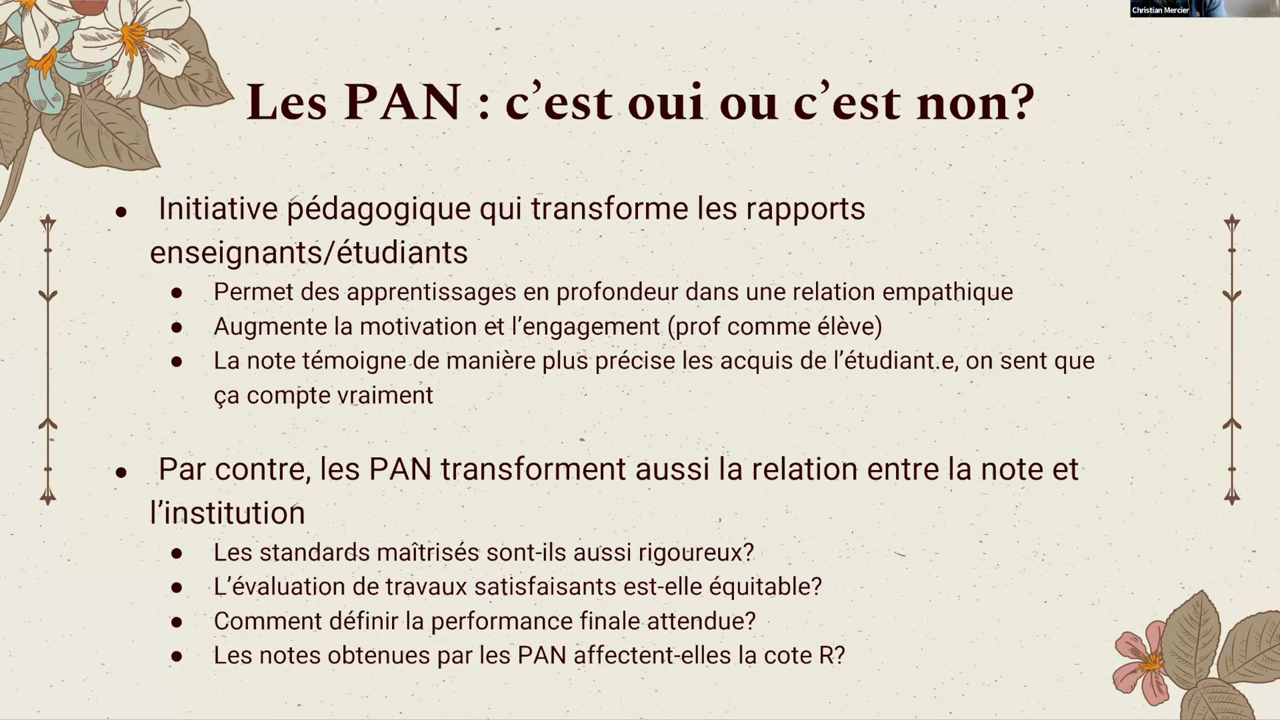 Christian Mercier
Les PAN : c’est oui ou c’est non?
● Initiative pédagogique qui transforme les rapports
enseignants/étudiants
● Permet des apprentissages en profondeur dans une relation empathique
● Augmente la motivation et l’engagement (prof comme élève)
● La note témoigne de manière plus précise les acquis de l’étudiant.e, on sent que
ça compte vraiment
● Par contre, les PAN transforment aussi la relation entre la note et
l’institution
● Les standards maîtrisés sont-ils aussi rigoureux?
● L’évaluation de travaux satisfaisants est-elle équitable?
● Comment définir la performance finale attendue?
● Les notes obtenues par les PAN affectent-elles la cote R?